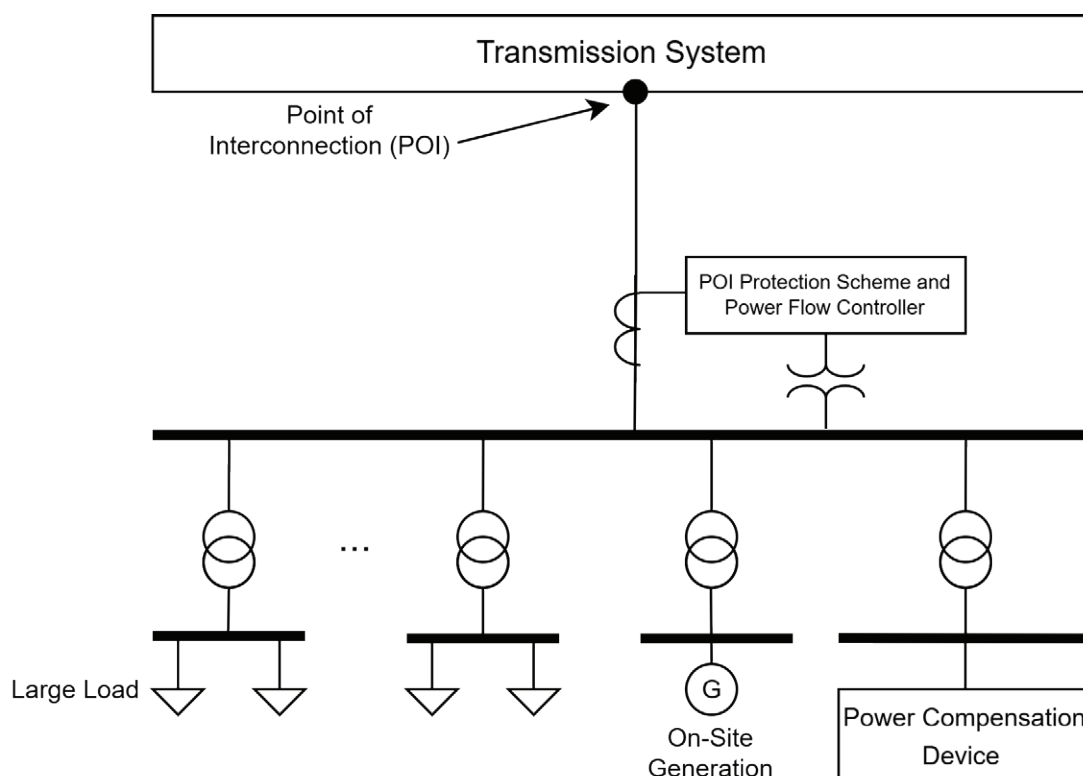 Transmission System
Point of
Interconnection (POI)
POI Protection Scheme and
Power Flow Controller
...
Large Load
G
On-Site
Generation
Power Compensation
Device